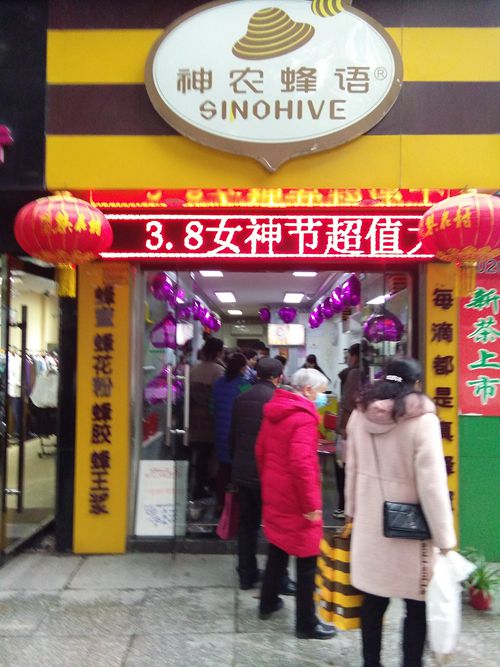 神农蜂语®
SINOHIVE
3.8女神节超值
蜂蜜 蜂花粉 蜂胶 蜂王浆
每滴都是真蜂
新茶上市